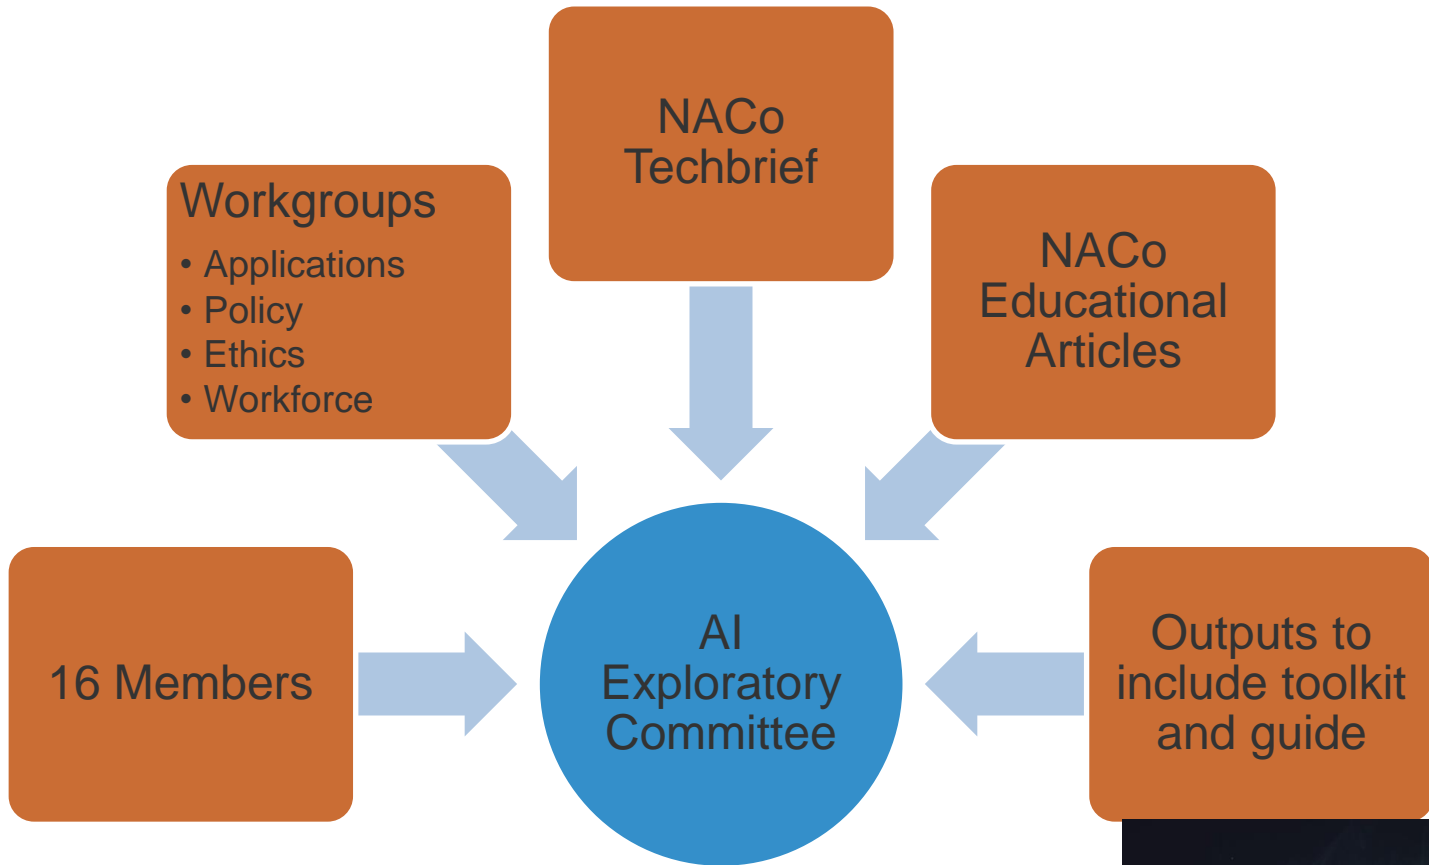 NACo
Techbrief
Workgroups
• Applications
• Policy
• Ethics
• Workforce
NACo
Educational
Articles
16 Members
AI
Exploratory
Committee
Outputs to
include toolkit
and guide